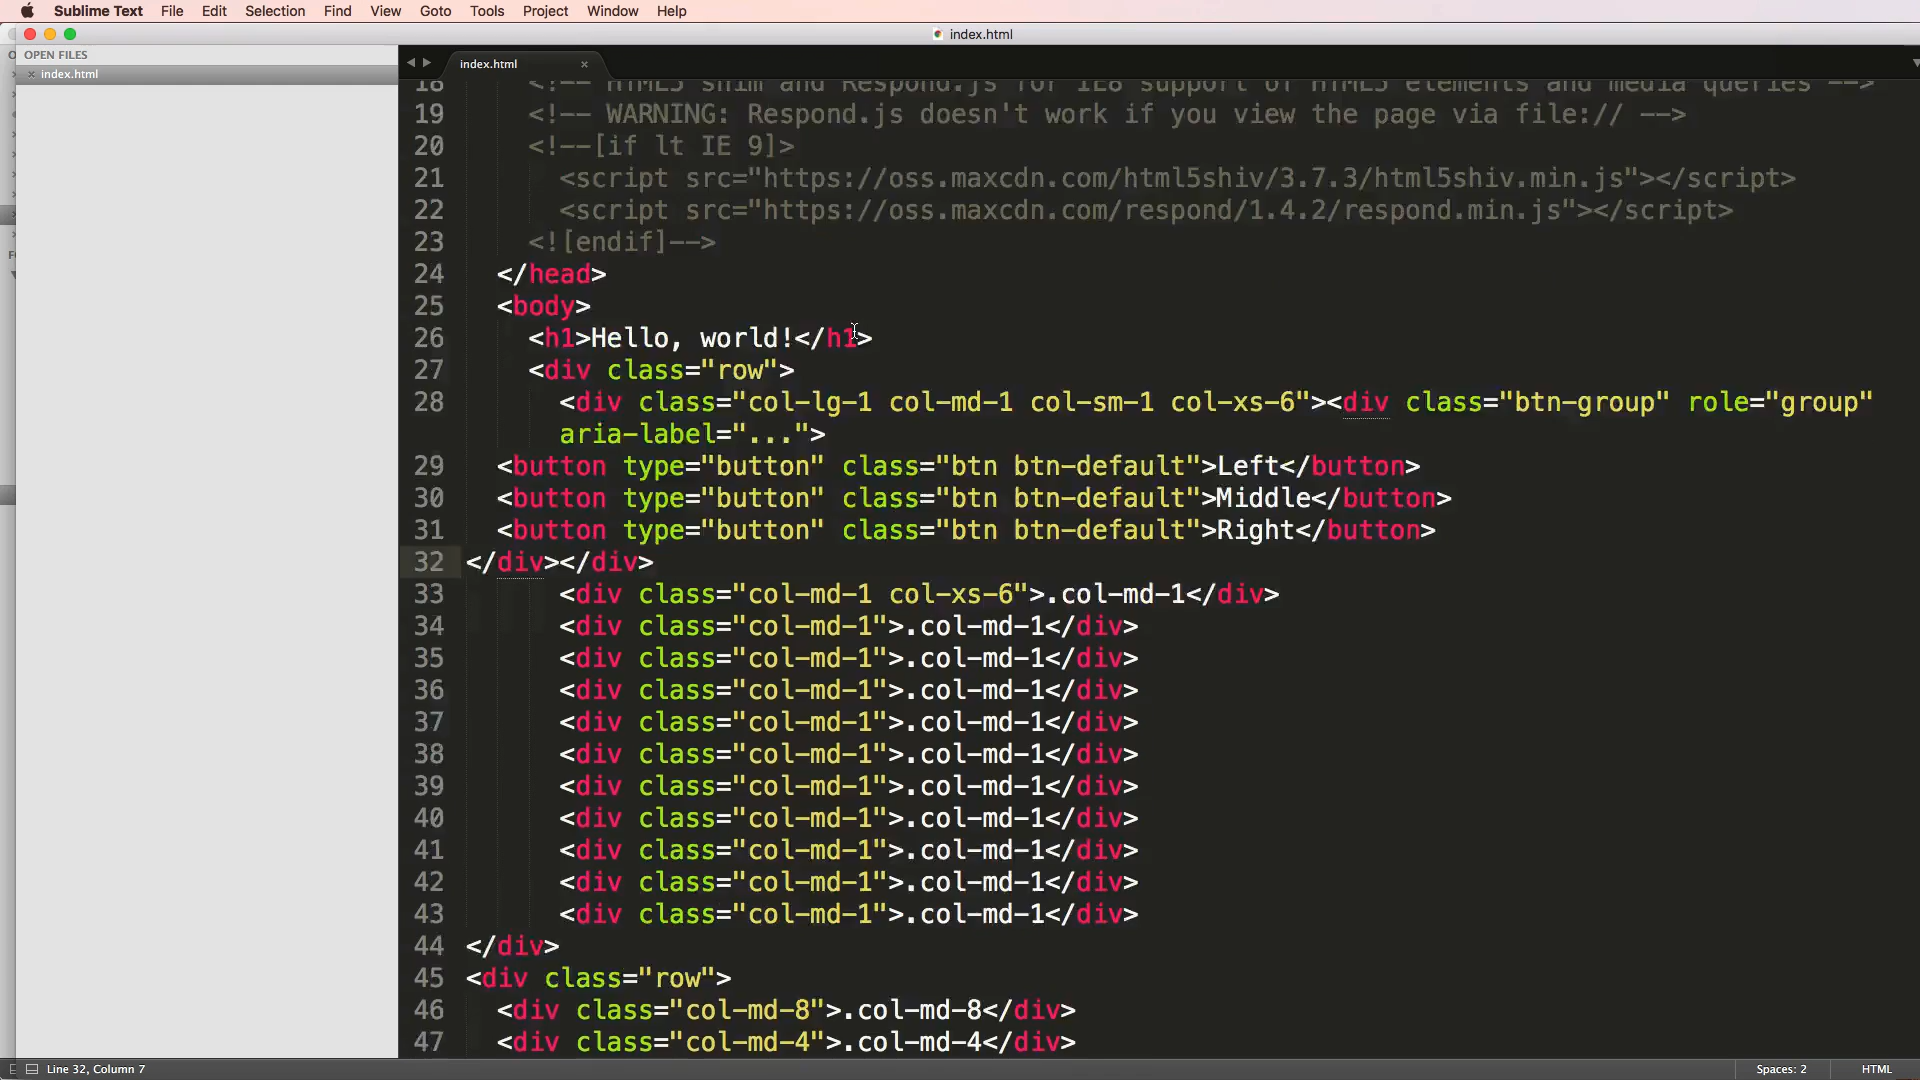 Sublime Text File Edit Selection Find View Goto Tools Project Window Help
index.html
OPEN FILES
index.html
index.html
18 <!-- HTML5 shim and Respond.js for IE8 support of HTML5 elements and media queries -->
19 <!-- WARNING: Respond.js doesn't work if you view the page via file:// -->
20 <!--[if lt IE 9]>
21 <script src="https://oss.maxcdn.com/html5shiv/3.7.3/html5shiv.min.js"></script>
22 <script src="https://oss.maxcdn.com/respond/1.4.2/respond.min.js"></script>
23 <![endif]-->
24 </head>
25 <body>
26 <h1>Hello, world!</h1>
27 <div class="row">
28 <div class="col-lg-1 col-md-1 col-sm-1 col-xs-6"><div class="btn-group" role="group"
aria-label="...">
29 <button type="button" class="btn btn-default">Left</button>
30 <button type="button" class="btn btn-default">Middle</button>
31 <button type="button" class="btn btn-default">Right</button>
32 </div></div>
33 <div class="col-md-1 col-xs-6">.col-md-1</div>
34 <div class="col-md-1">.col-md-1</div>
35 <div class="col-md-1">.col-md-1</div>
36 <div class="col-md-1">.col-md-1</div>
37 <div class="col-md-1">.col-md-1</div>
38 <div class="col-md-1">.col-md-1</div>
39 <div class="col-md-1">.col-md-1</div>
40 <div class="col-md-1">.col-md-1</div>
41 <div class="col-md-1">.col-md-1</div>
42 <div class="col-md-1">.col-md-1</div>
43 <div class="col-md-1">.col-md-1</div>
44 </div>
45 <div class="row">
46 <div class="col-md-8">.col-md-8</div>
47 <div class="col-md-4">.col-md-4</div>
Line 32, Column 7 Spaces: 2 HTML